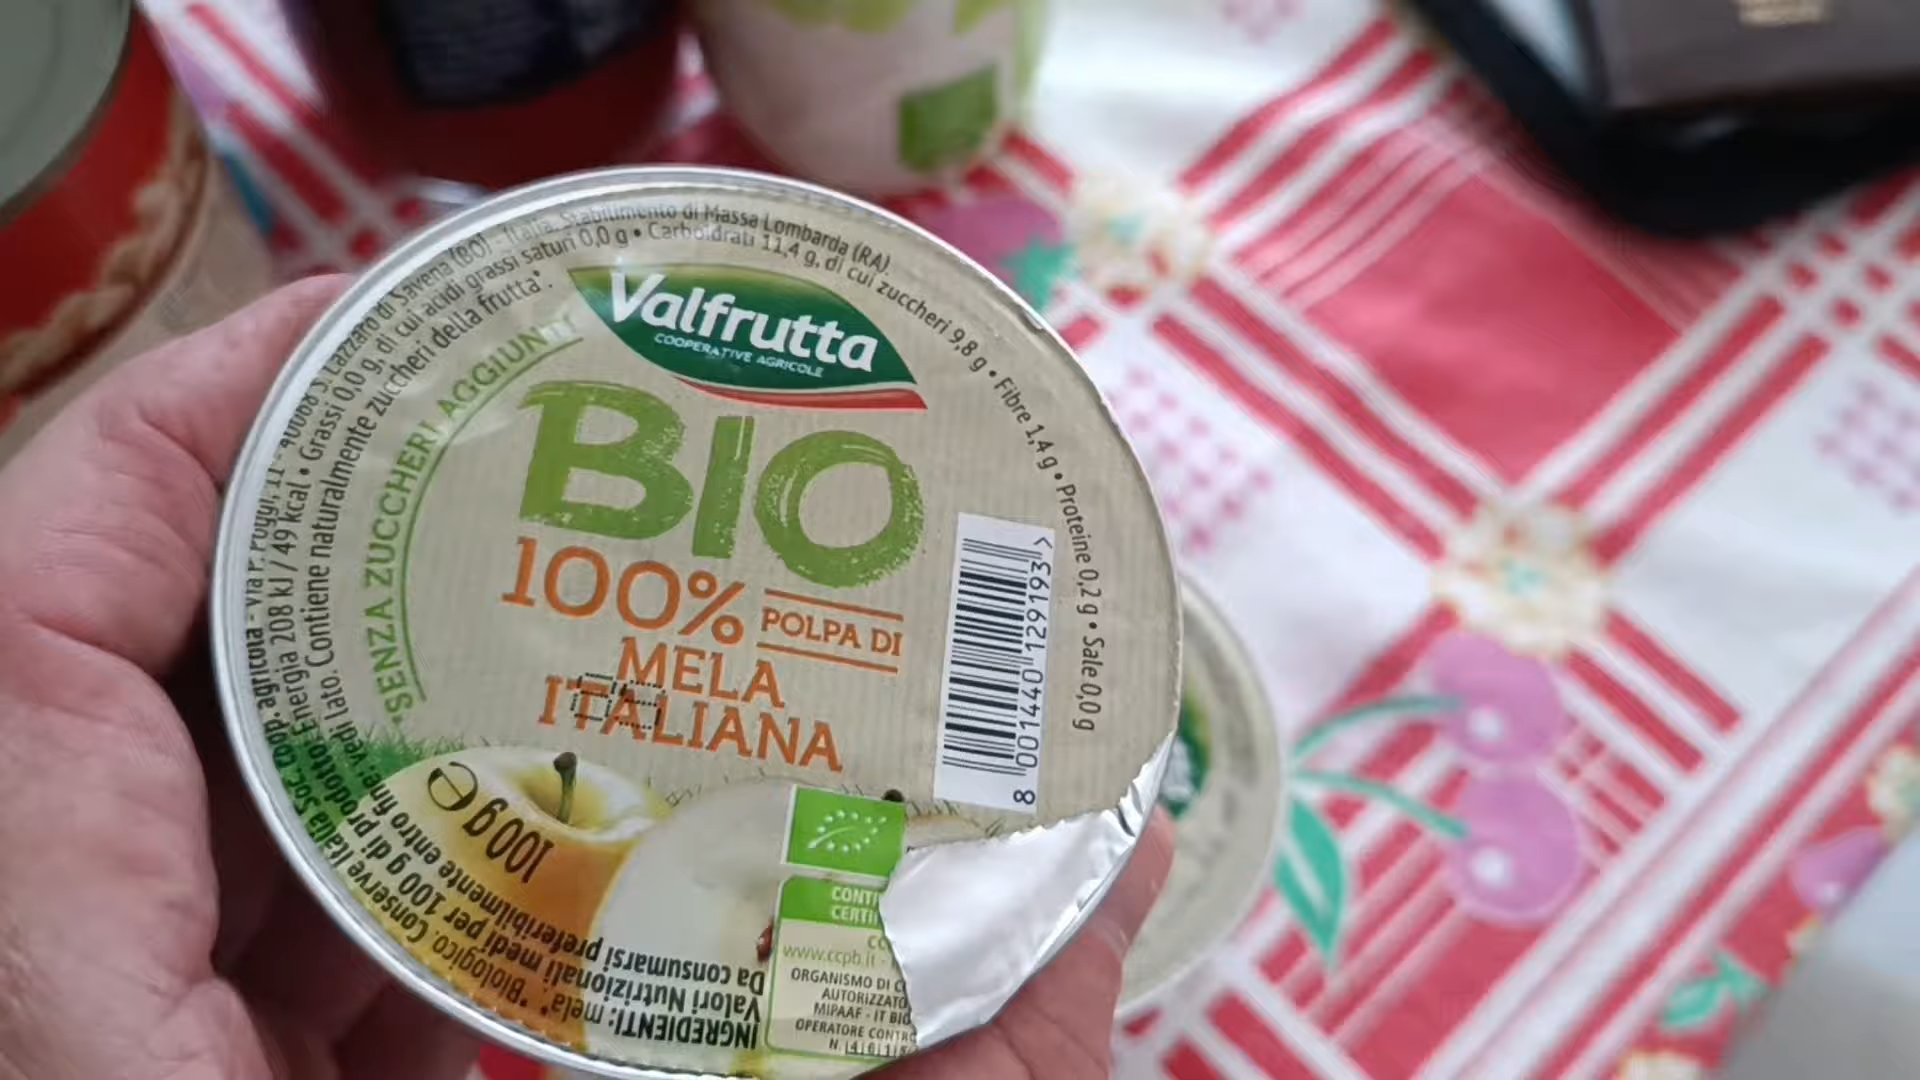 Valfrutta
COOPERATIVE AGRICOLE
BIO
100%
POLPA DI
MELA
ITALIANA
•SENZA ZUCCHERI AGGIUNTI
INGREDIENTI: mela*. *Biologico. Conserve Italia Soc. coop. agricola - Via P. Poggi, 11 - 40068 S. Lazzaro di Savena (BO) - Italia. Stabilimento di Massa Lombarda (RA).
Valori Nutrizionali medi per 100 g di prodotto: Energia 208 kJ / 49 kcal • Grassi 0,0 g, di cui acidi grassi saturi 0,0 g • Carboidrati 11,4 g, di cui zuccheri 9,8 g • Fibre 1,4 g • Proteine 0,2 g • Sale 0,0 g
Da consumarsi preferibilmente entro fine: vedi lato. Contiene naturalmente zuccheri della frutta".
100 g e
8 001440 129193 >
CONT
CERTI
CC
www.ccpb.it -
ORGANISMO DI C
AUTORIZZATO
MIPAAF - IT BIO
OPERATORE CONTR
N.